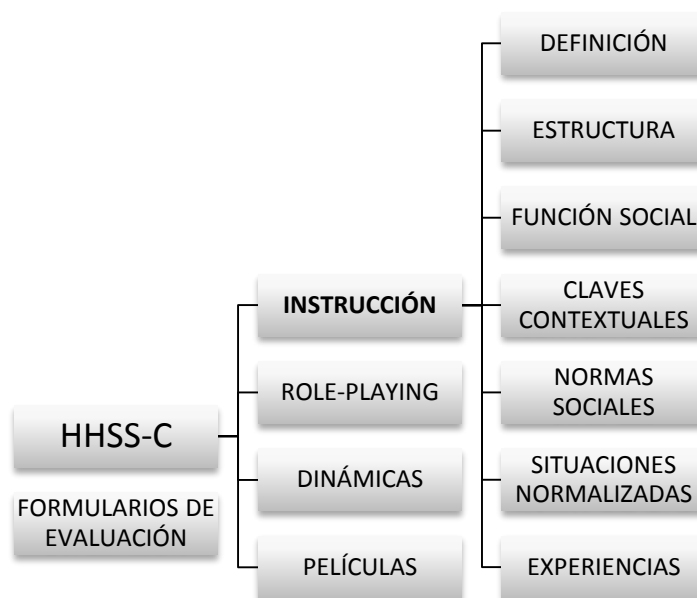 HHSS-C
FORMULARIOS DE
EVALUACIÓN
INSTRUCCIÓN
ROLE-PLAYING
DINÁMICAS
PELÍCULAS
DEFINICIÓN
ESTRUCTURA
FUNCIÓN SOCIAL
CLAVES
CONTEXTUALES
NORMAS
SOCIALES
SITUACIONES
NORMALIZADAS
EXPERIENCIAS